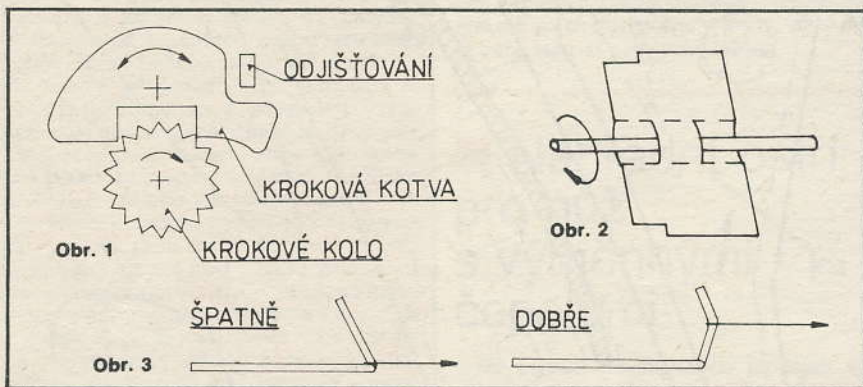 ODJIŠŤOVÁNÍ
KROKOVÁ KOTVA
KROKOVÉ KOLO
Obr. 1
Obr. 2
ŠPATNĚ
DOBŘE
Obr. 3